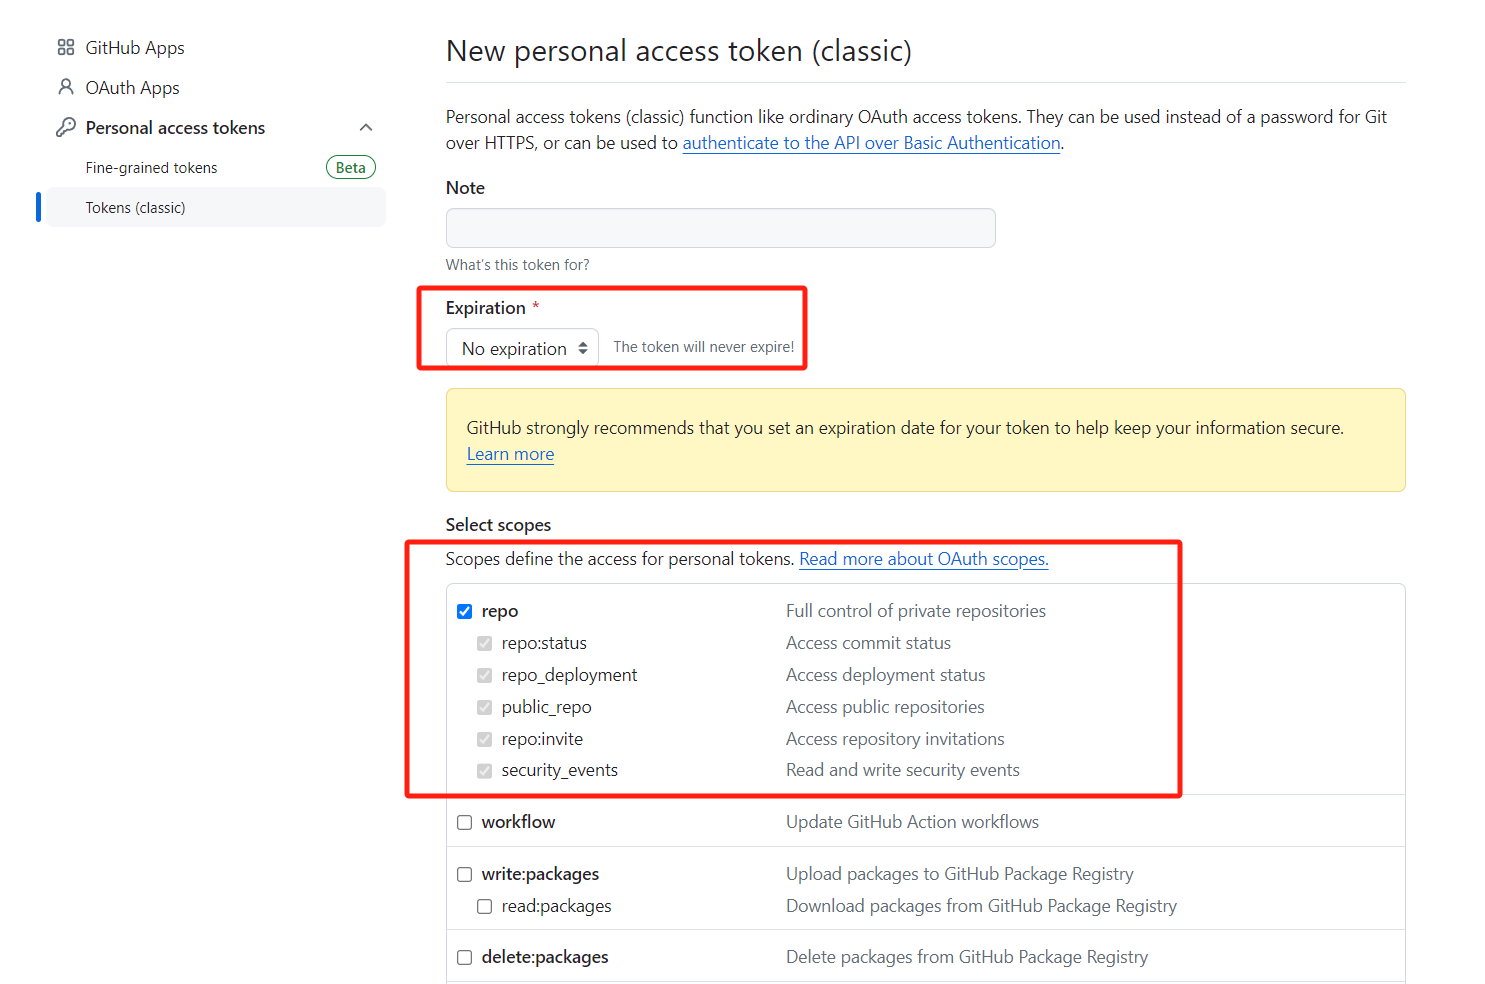 GitHub Apps
OAuth Apps
Personal access tokens
Fine-grained tokens Beta
Tokens (classic)
New personal access token (classic)
Personal access tokens (classic) function like ordinary OAuth access tokens. They can be used instead of a password for Git
over HTTPS, or can be used to authenticate to the API over Basic Authentication.
Note
What's this token for?
Expiration *
No expiration The token will never expire!
GitHub strongly recommends that you set an expiration date for your token to help keep your information secure.
Learn more
Select scopes
Scopes define the access for personal tokens. Read more about OAuth scopes.
repo Full control of private repositories
repo:status Access commit status
repo_deployment Access deployment status
public_repo Access public repositories
repo:invite Access repository invitations
security_events Read and write security events
workflow Update GitHub Action workflows
write:packages Upload packages to GitHub Package Registry
read:packages Download packages from GitHub Package Registry
delete:packages Delete packages from GitHub Package Registry